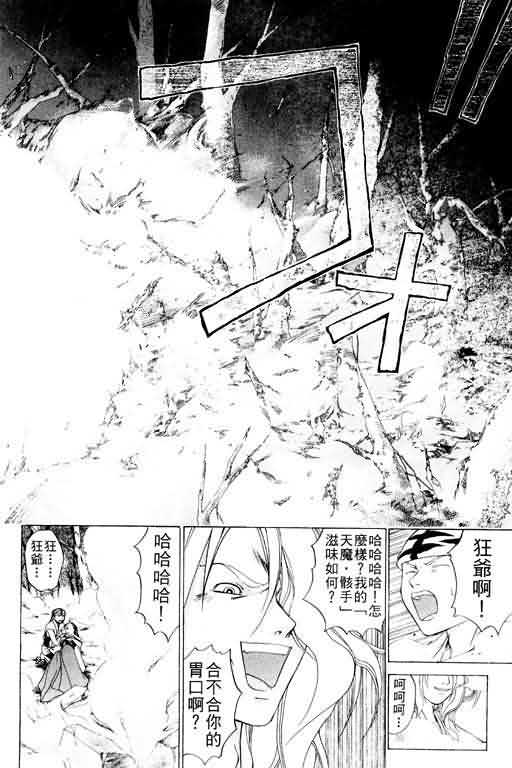 ォ
狂爺啊！
呵呵呵…
哈哈哈哈！怎
麼樣？我的「
天魔・骸手」
滋味如何？
合不合你的
胃口啊？
哈哈哈哈！
狂……
狂爺……